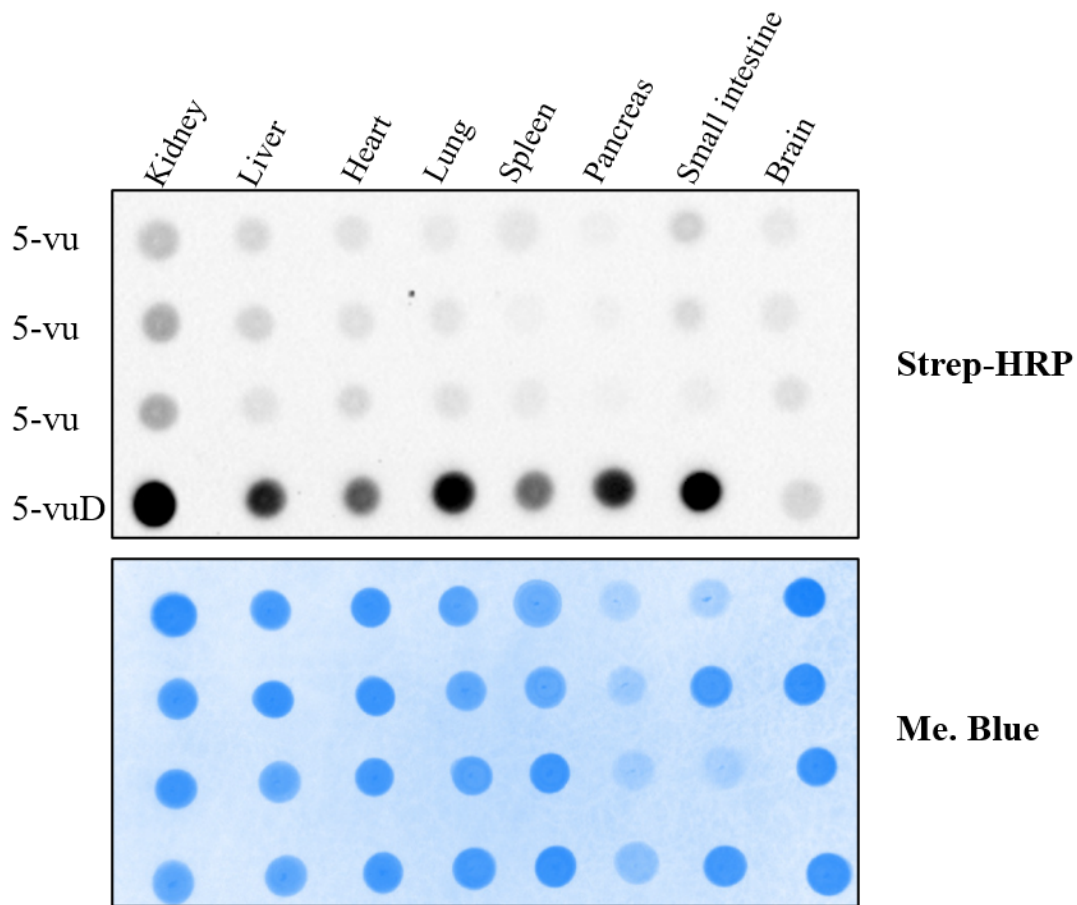 Kidney
Liver
Heart
Lung
Spleen
Pancreas
Small intestine
Brain
5-vu
5-vu
5-vu
5-vuD
Strep-HRP
Me. Blue